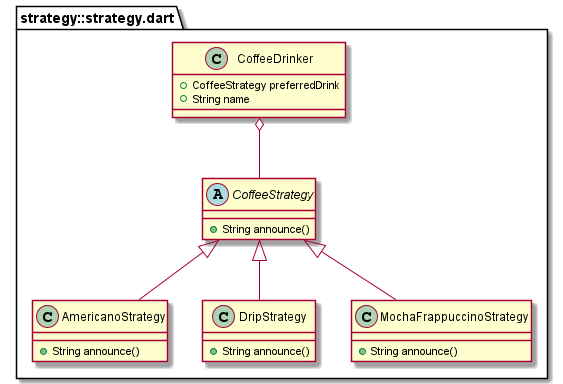 strategy::strategy.dart
C CoffeeDrinker
CoffeeStrategy preferredDrink
String name
A CoffeeStrategy
String announce()
C AmericanoStrategy
String announce()
C DripStrategy
String announce()
C MochaFrappuccinoStrategy
String announce()